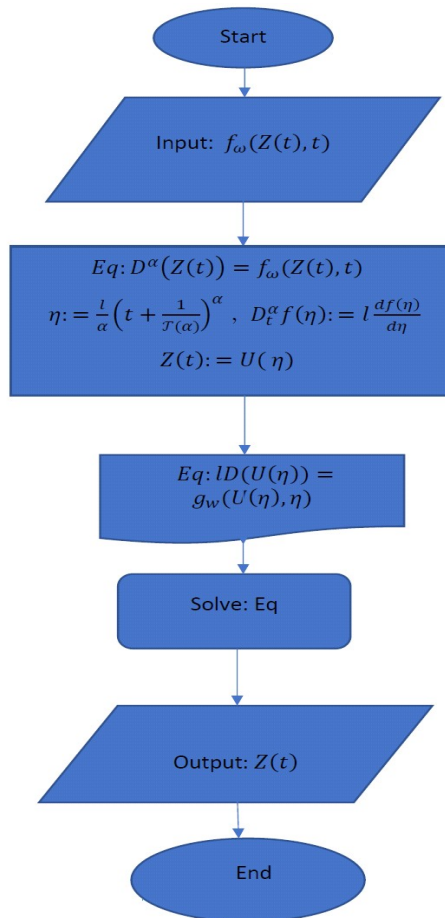 Start
Input: f_ω(Z(t), t)
Eq: D^α(Z(t)) = f_ω(Z(t), t)
η: = l/α (t + 1/𝒯(α))^α , D_t^α f(η): = l df(η)/dη
Z(t): = U( η)
Eq: lD(U(η)) =
g_w(U(η), η)
Solve: Eq
Output: Z(t)
End